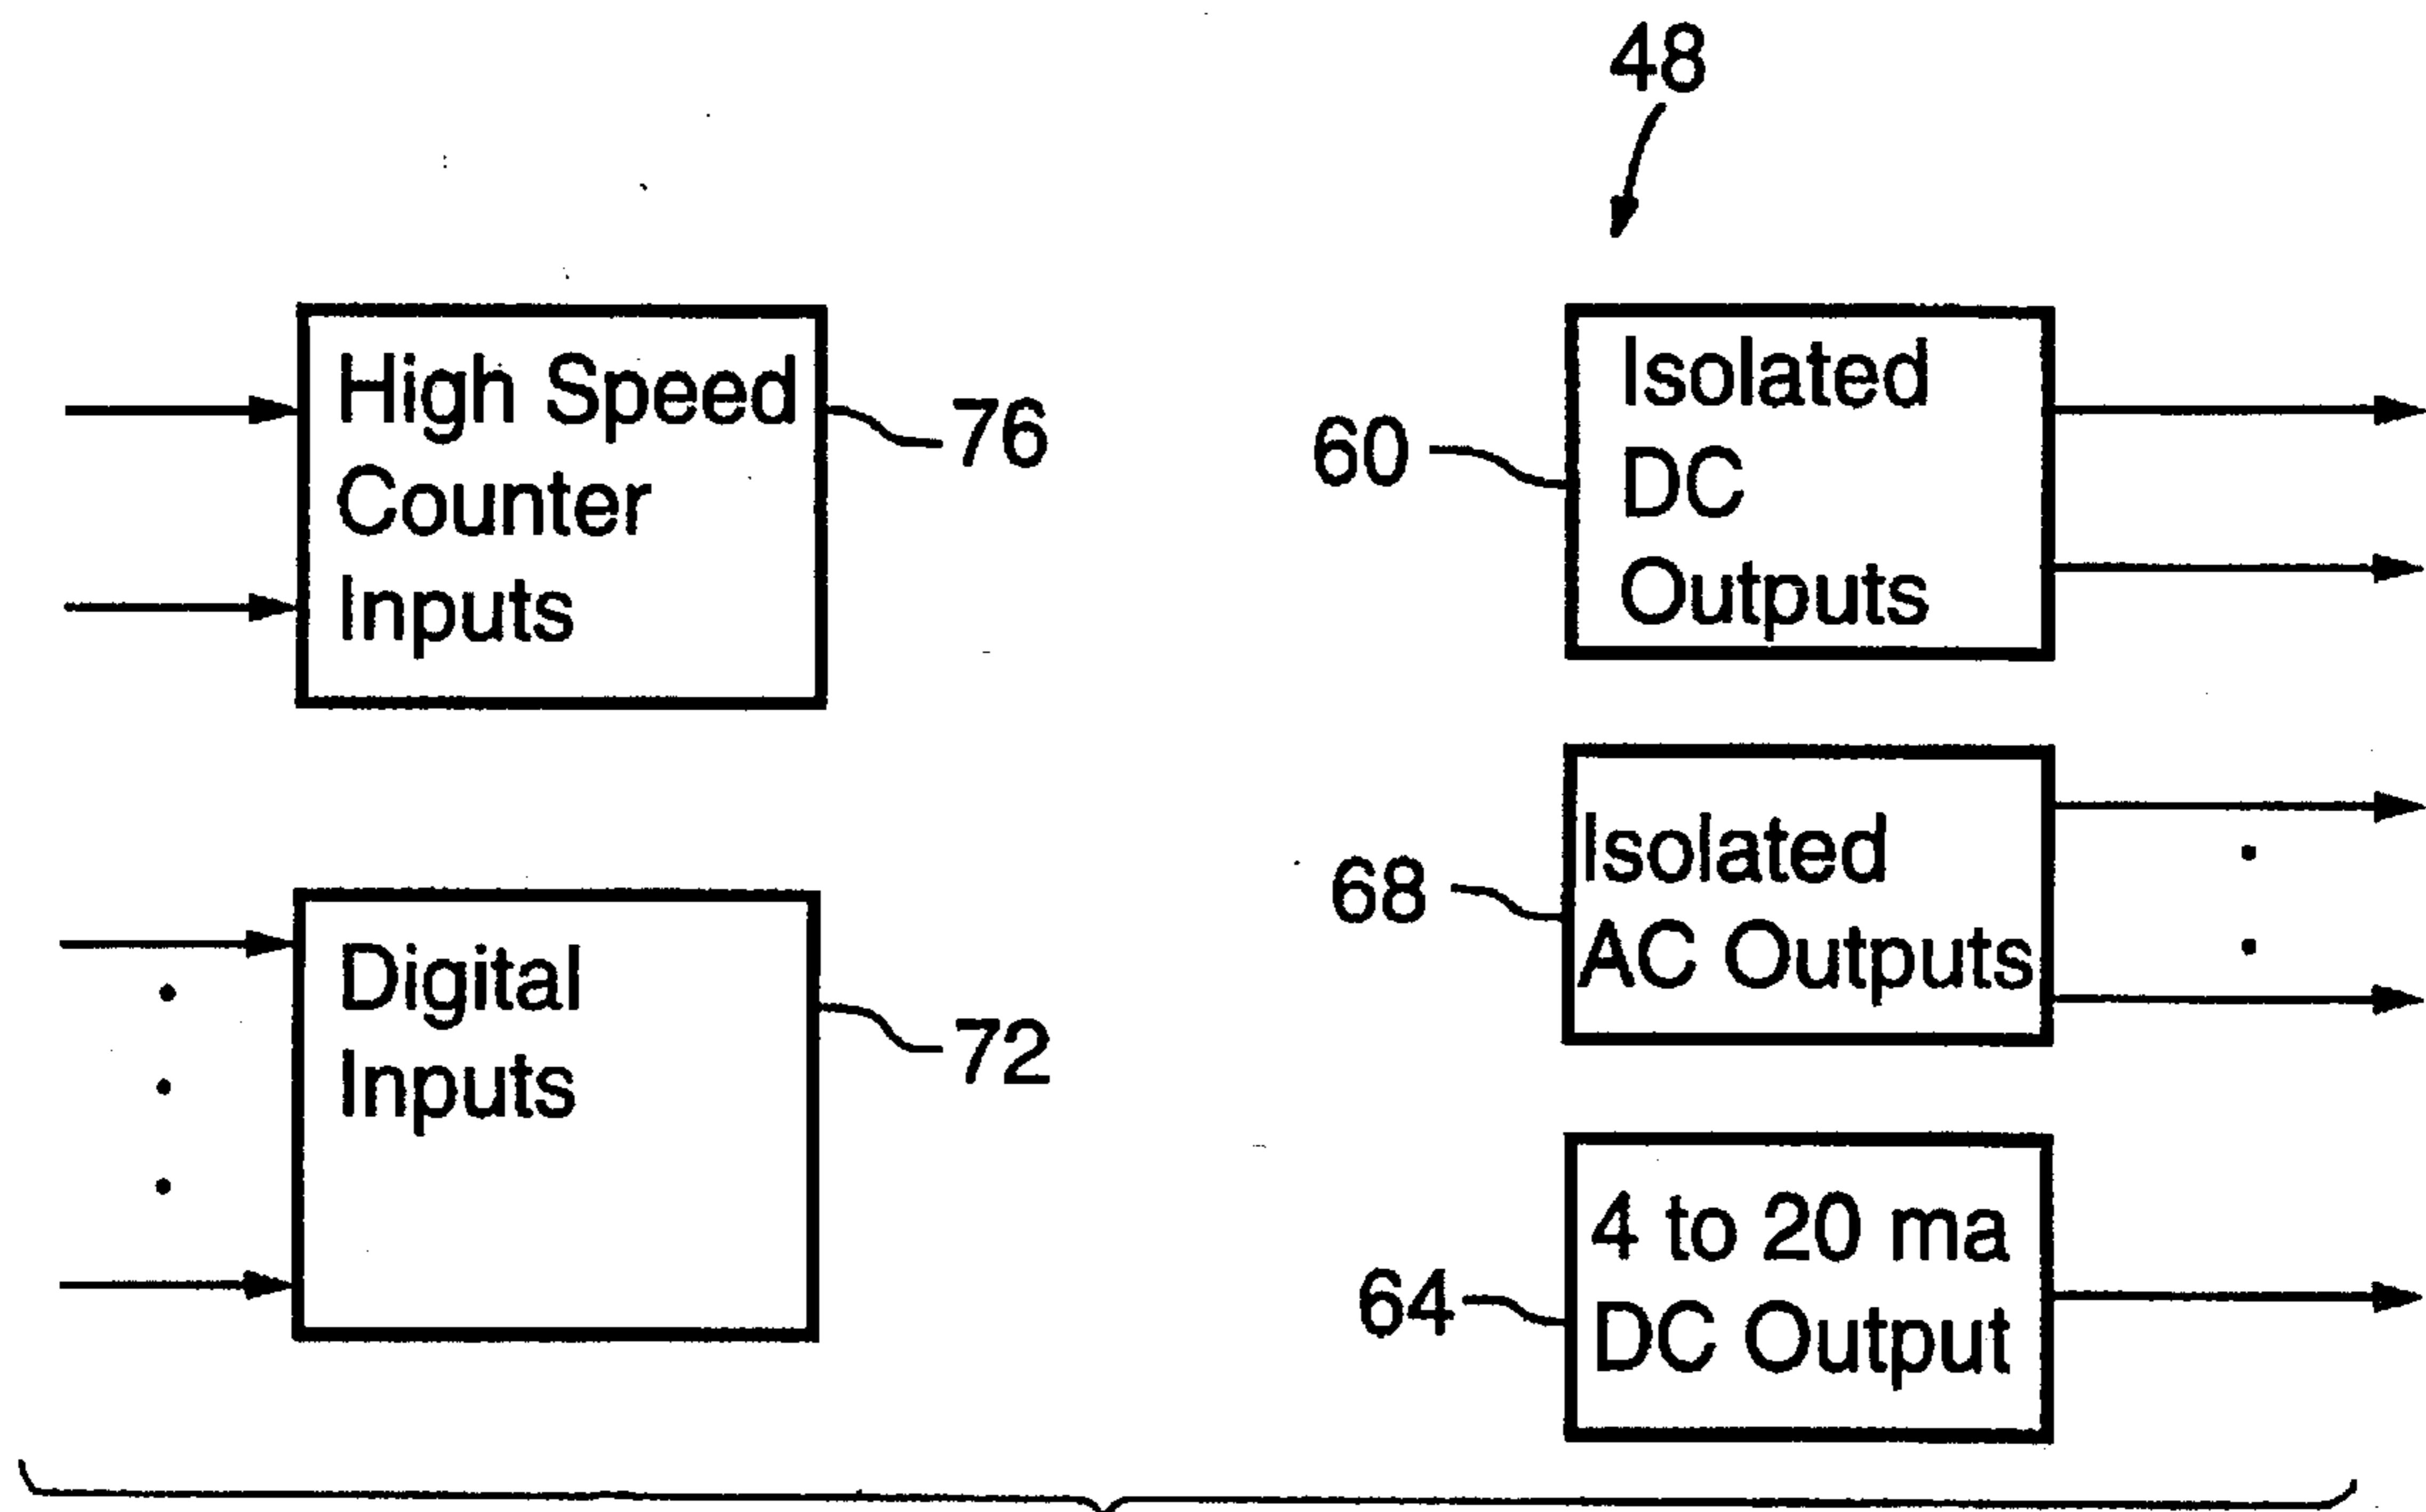 48
High Speed
Counter
Inputs
76
Digital
Inputs
72
60
Isolated
DC
Outputs
68
Isolated
AC Outputs
64
4 to 20 ma
DC Output